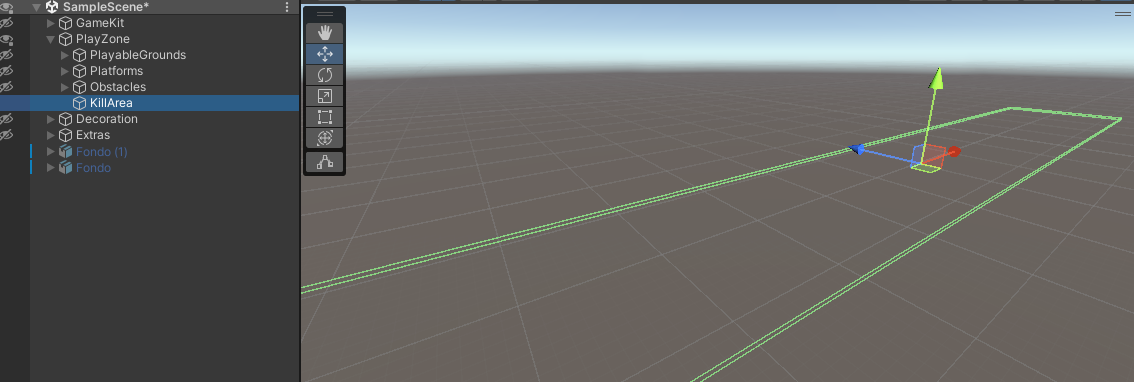 SampleScene*
GameKit
PlayZone
PlayableGrounds
Platforms
Obstacles
KillArea
Decoration
Extras
Fondo (1)
Fondo